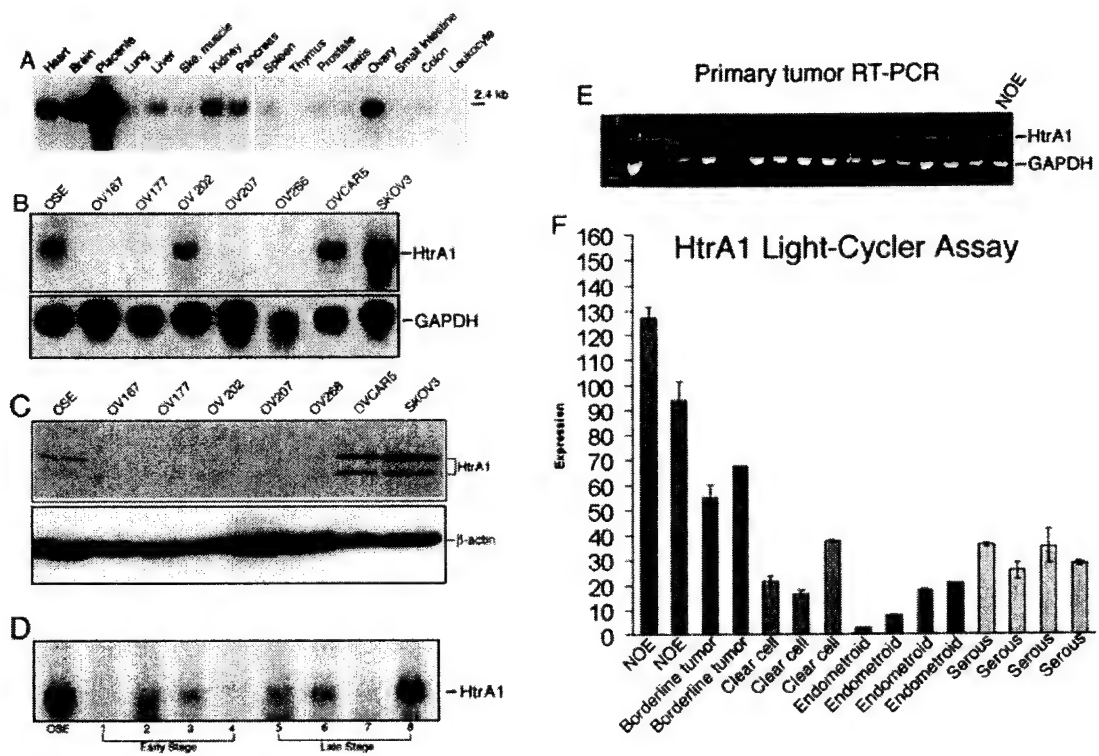 A
Heart
Brain
Placente
Lung
Liver
Ske. muscle
Kidney
Pancreas
Spleen
Thymus
Prostate
Testis
Ovary
Small Intestine
Colon
Leukocyte
2.4 kb
B
OSE
OV167
OV177
OV 202
OV207
OV266
OVCAR5
SKOV3
HtrA1
GAPDH
C
OSE
OV167
OV177
OV 202
OV207
OV266
OVCAR5
SKOV3
HtrA1
β-actin
D
HtrA1
OSE 1 2 3 4 5 6 7 8
Early Stage
Late Stage
E
Primary tumor RT-PCR
NOE
HtrA1
GAPDH
F
HtrA1 Light-Cycler Assay
Expression
160
150
140
130
120
110
100
90
80
70
60
50
40
30
20
10
0
NOE
NOE
Borderline tumor
Borderline tumor
Clear cell
Clear cell
Clear cell
Endometroid
Endometroid
Endometroid
Endometroid
Serous
Serous
Serous
Serous